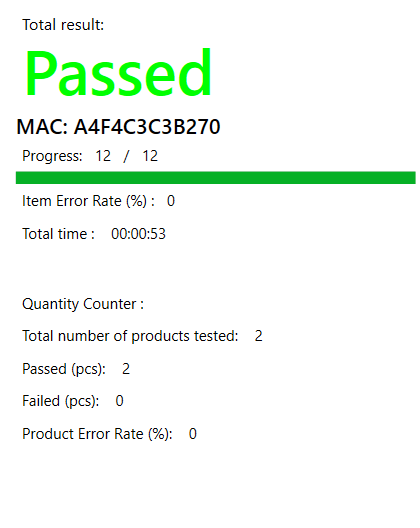 Total result:
Passed
MAC: A4F4C3C3B270
Progress: 12 / 12
Item Error Rate (%) : 0
Total time : 00:00:53
Quantity Counter :
Total number of products tested: 2
Passed (pcs): 2
Failed (pcs): 0
Product Error Rate (%): 0